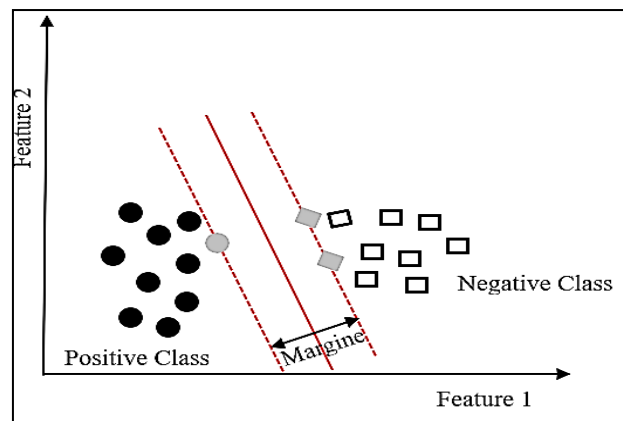 Feature 2
Negative Class
Positive Class
Margine
Feature 1